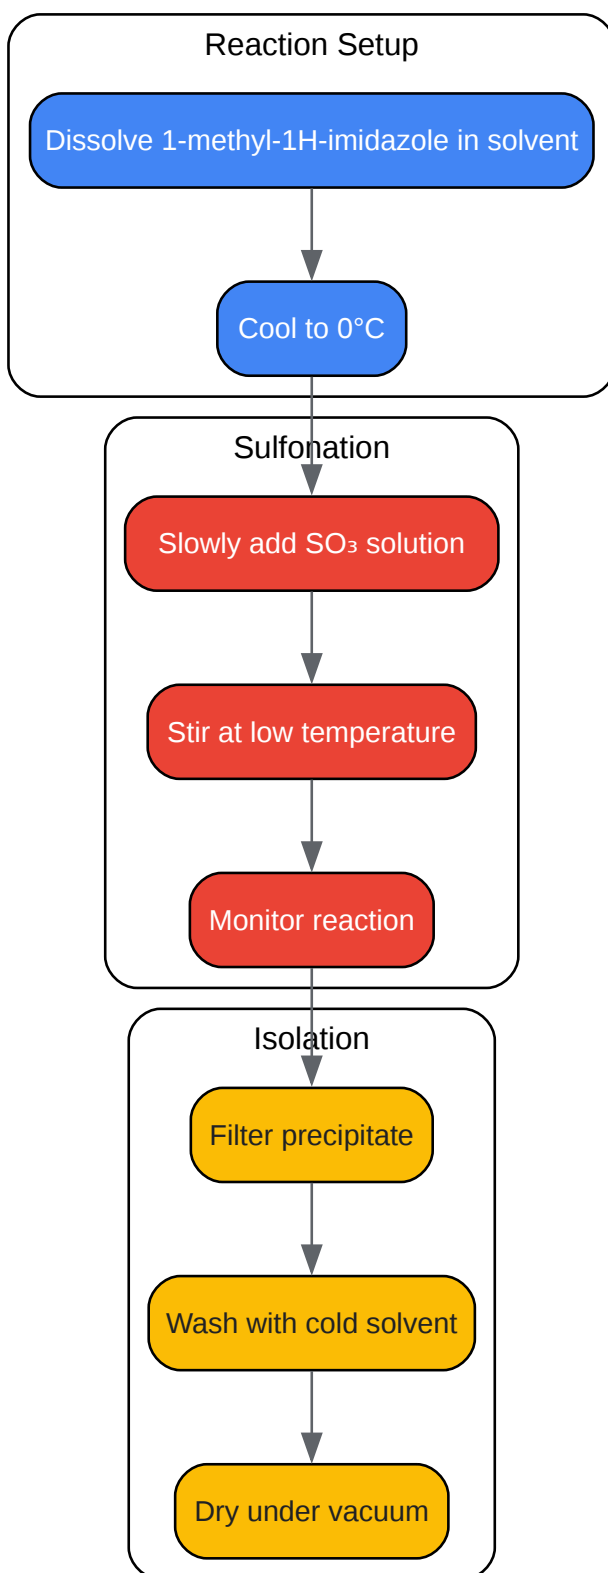 Reaction Setup
Dissolve 1-methyl-1H-imidazole in solvent
Cool to 0°C
Sulfonation
Slowly add SO₃ solution
Stir at low temperature
Monitor reaction
Isolation
Filter precipitate
Wash with cold solvent
Dry under vacuum